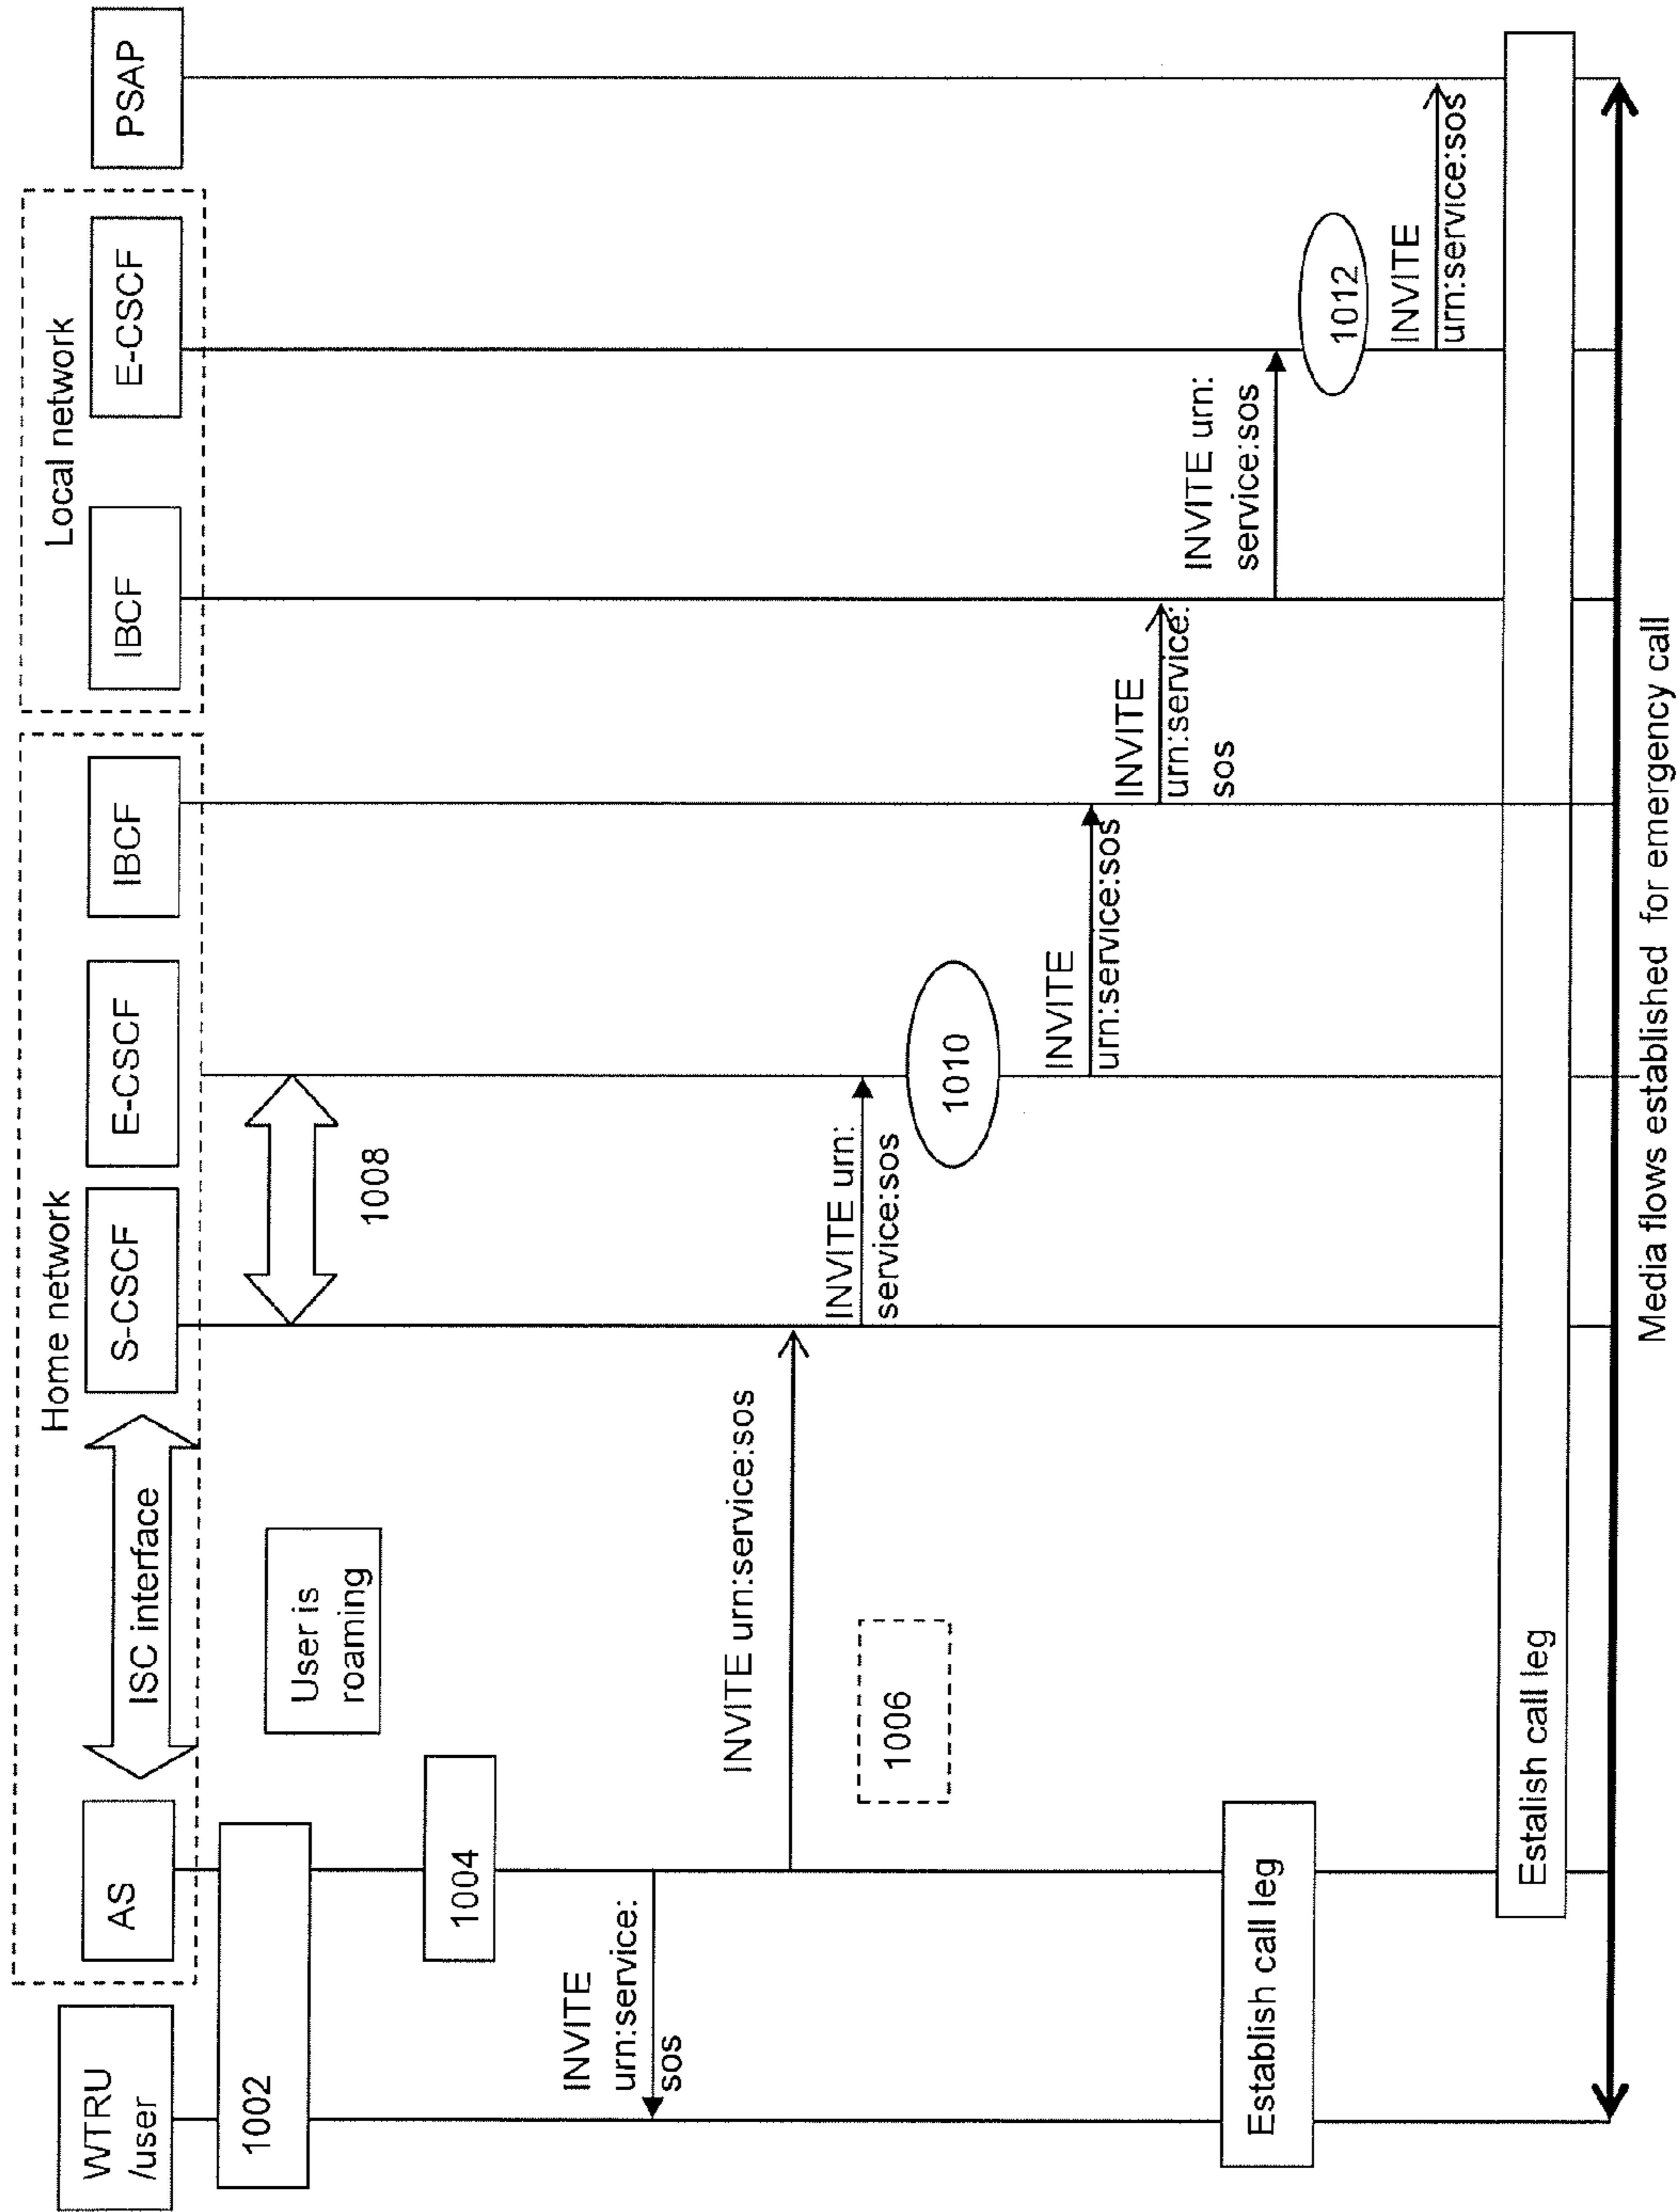 Home network
Local network
WTRU
/user
AS
ISC interface
S-CSCF
E-CSCF
IBCF
IBCF
E-CSCF
PSAP
1002
User is
roaming
1008
1004
INVITE
urn:service:
sos
INVITE urn:service:sos
1006
INVITE urn:
service:sos
1010
INVITE
urn:service:sos
INVITE
urn:service:
sos
INVITE urn:
service:sos
1012
INVITE
urn:service:sos
Establish call leg
Estalish call leg
Media flows established for emergency call